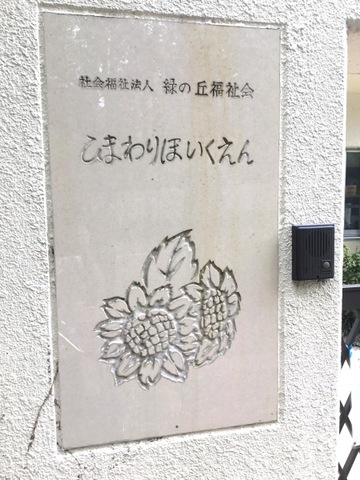 社会福祉法人 緑の丘福祉会
ひまわりほいくえん